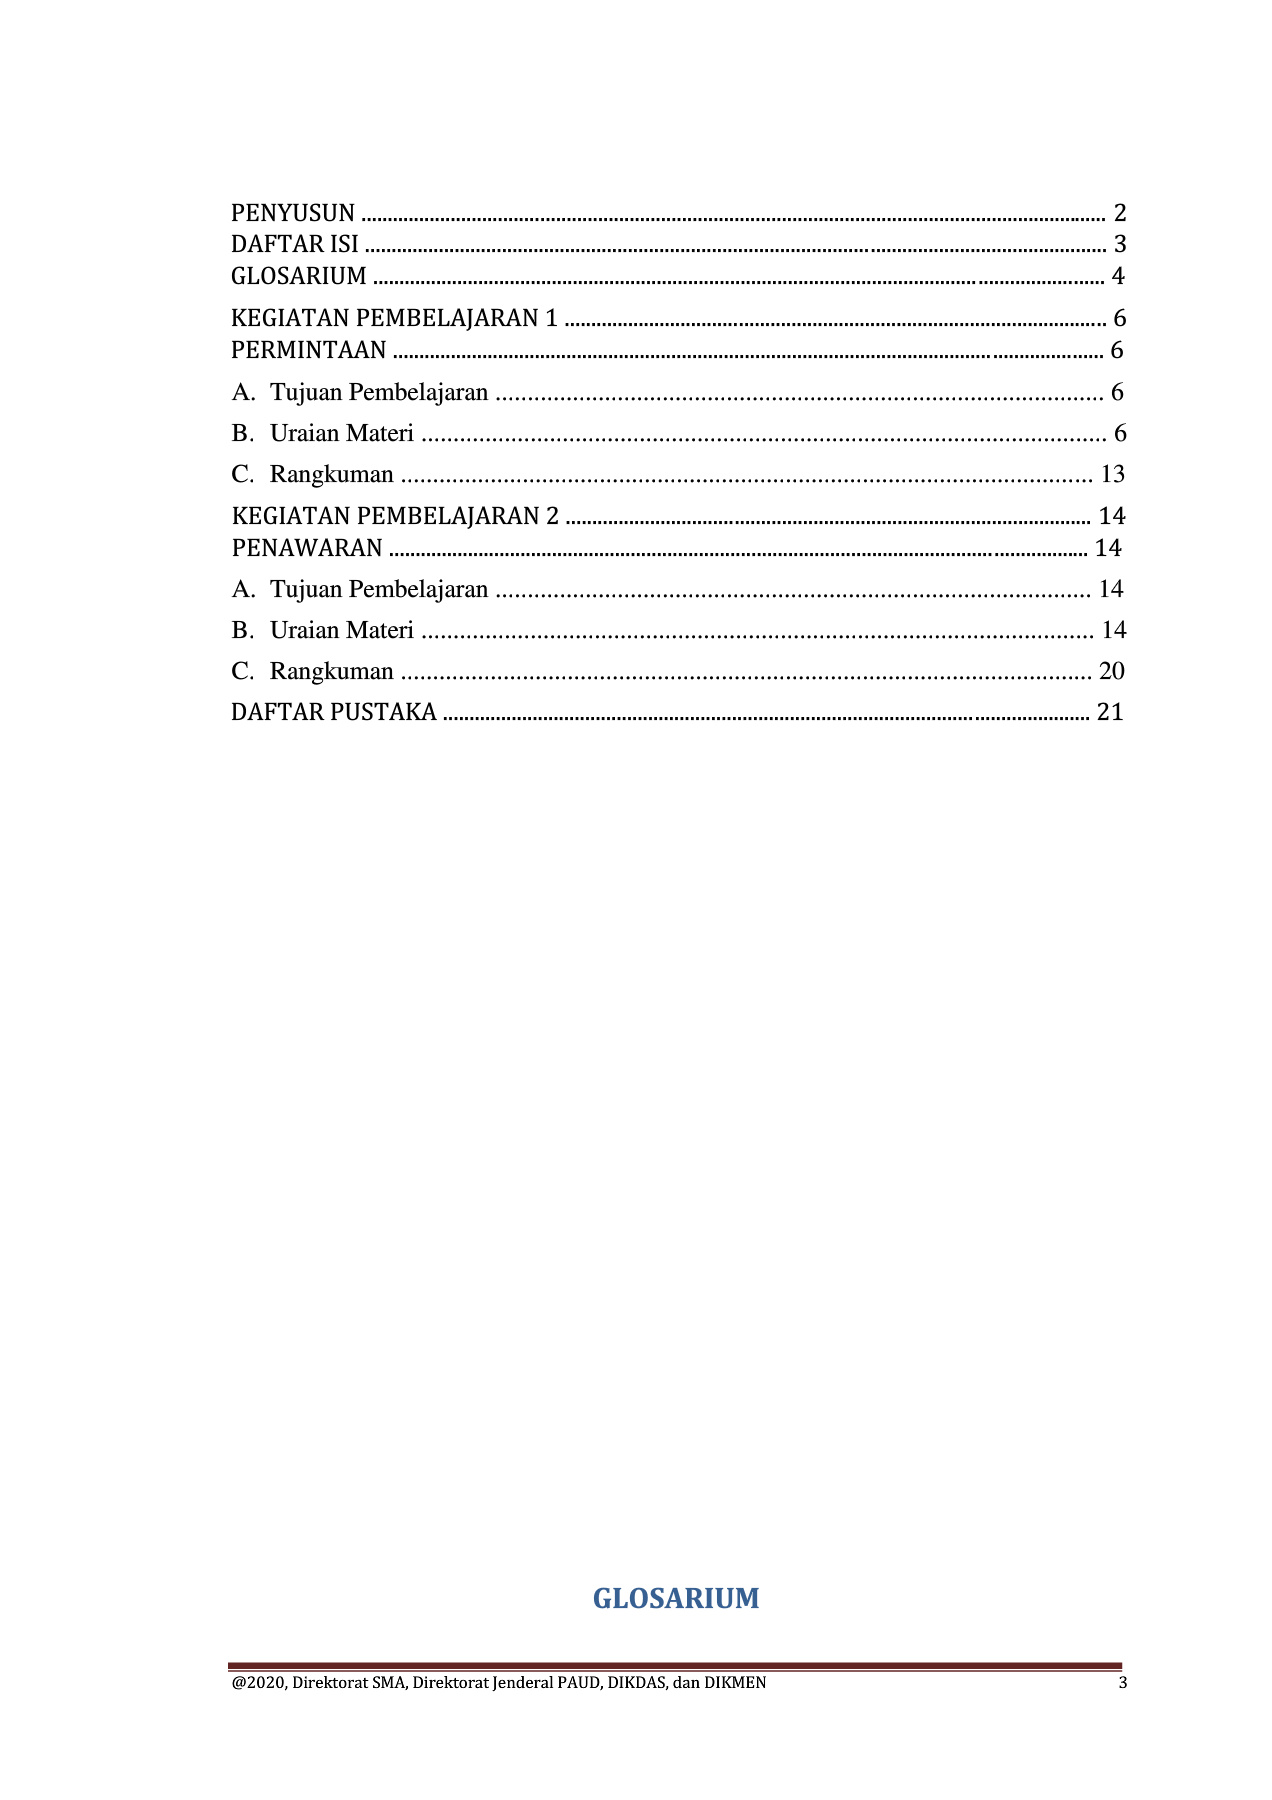 PENYUSUN ........................................................................ 2
DAFTAR ISI ........................................................................ 3
GLOSARIUM ........................................................................ 4
KEGIATAN PEMBELAJARAN 1 ........................................................................ 6
PERMINTAAN ........................................................................ 6
A. Tujuan Pembelajaran ........................................................................ 6
B. Uraian Materi ........................................................................ 6
C. Rangkuman ........................................................................ 13
KEGIATAN PEMBELAJARAN 2 ........................................................................ 14
PENAWARAN ........................................................................ 14
A. Tujuan Pembelajaran ........................................................................ 14
B. Uraian Materi ........................................................................ 14
C. Rangkuman ........................................................................ 20
DAFTAR PUSTAKA ........................................................................ 21
GLOSARIUM
@2020, Direktorat SMA, Direktorat Jenderal PAUD, DIKDAS, dan DIKMEN 3